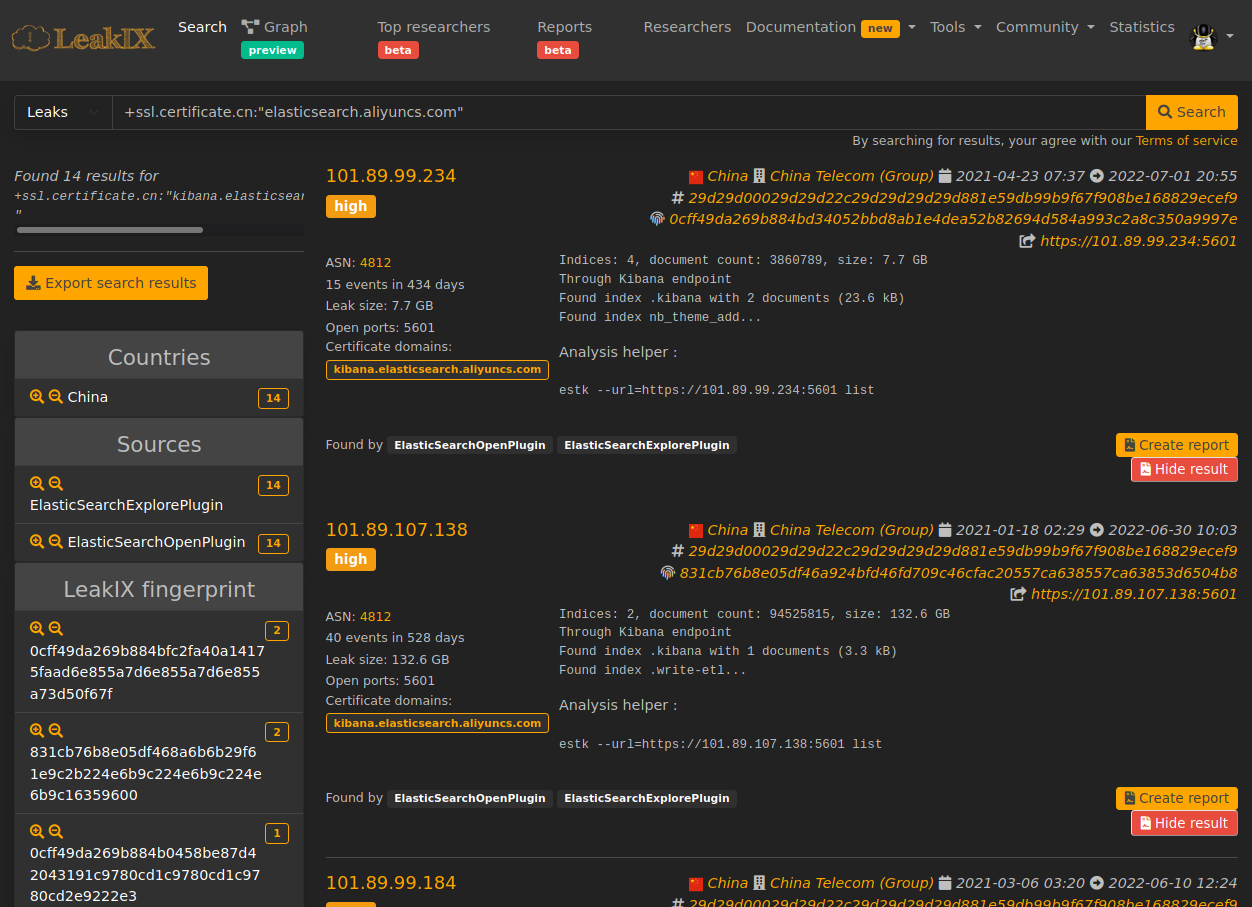 LeakIX
Search
Graph
preview
Top researchers
beta
Reports
beta
Researchers
Documentation new
Tools
Community
Statistics
Leaks
+ssl.certificate.cn:"elasticsearch.aliyuncs.com"
Search
By searching for results, your agree with our Terms of service
Found 14 results for
+ssl.certificate.cn:"kibana.elasticsear
"
Export search results
Countries
China 14
Sources
14
ElasticSearchExplorePlugin
ElasticSearchOpenPlugin 14
LeakIX fingerprint
2
0cff49da269b884bfc2fa40a1417
5faad6e855a7d6e855a7d6e855
a73d50f67f
2
831cb76b8e05df468a6b6b29f6
1e9c2b224e6b9c224e6b9c224e
6b9c16359600
1
0cff49da269b884b0458be87d4
2043191c9780cd1c9780cd1c97
80cd2e9222e3
101.89.99.234
high
China China Telecom (Group) 2021-04-23 07:37 2022-07-01 20:55
# 29d29d00029d29d22c29d29d29d29d881e59db99b9f67f908be168829ecef9
0cff49da269b884bd34052bbd8ab1e4dea52b82694d584a993c2a8c350a9997e
https://101.89.99.234:5601
ASN: 4812
15 events in 434 days
Leak size: 7.7 GB
Open ports: 5601
Certificate domains:
kibana.elasticsearch.aliyuncs.com
Indices: 4, document count: 3860789, size: 7.7 GB
Through Kibana endpoint
Found index .kibana with 2 documents (23.6 kB)
Found index nb_theme_add...
Analysis helper :
estk --url=https://101.89.99.234:5601 list
Found by ElasticSearchOpenPlugin ElasticSearchExplorePlugin
Create report
Hide result
101.89.107.138
high
China China Telecom (Group) 2021-01-18 02:29 2022-06-30 10:03
# 29d29d00029d29d22c29d29d29d29d881e59db99b9f67f908be168829ecef9
831cb76b8e05df46a924bfd46fd709c46cfac20557ca638557ca63853d6504b8
https://101.89.107.138:5601
ASN: 4812
40 events in 528 days
Leak size: 132.6 GB
Open ports: 5601
Certificate domains:
kibana.elasticsearch.aliyuncs.com
Indices: 2, document count: 94525815, size: 132.6 GB
Through Kibana endpoint
Found index .kibana with 1 documents (3.3 kB)
Found index .write-etl...
Analysis helper :
estk --url=https://101.89.107.138:5601 list
Found by ElasticSearchOpenPlugin ElasticSearchExplorePlugin
Create report
Hide result
101.89.99.184
China China Telecom (Group) 2021-03-06 03:20 2022-06-10 12:24
# 29d29d00029d29d22c29d29d29d29d881e59db99b9f67f908be168829ecef9